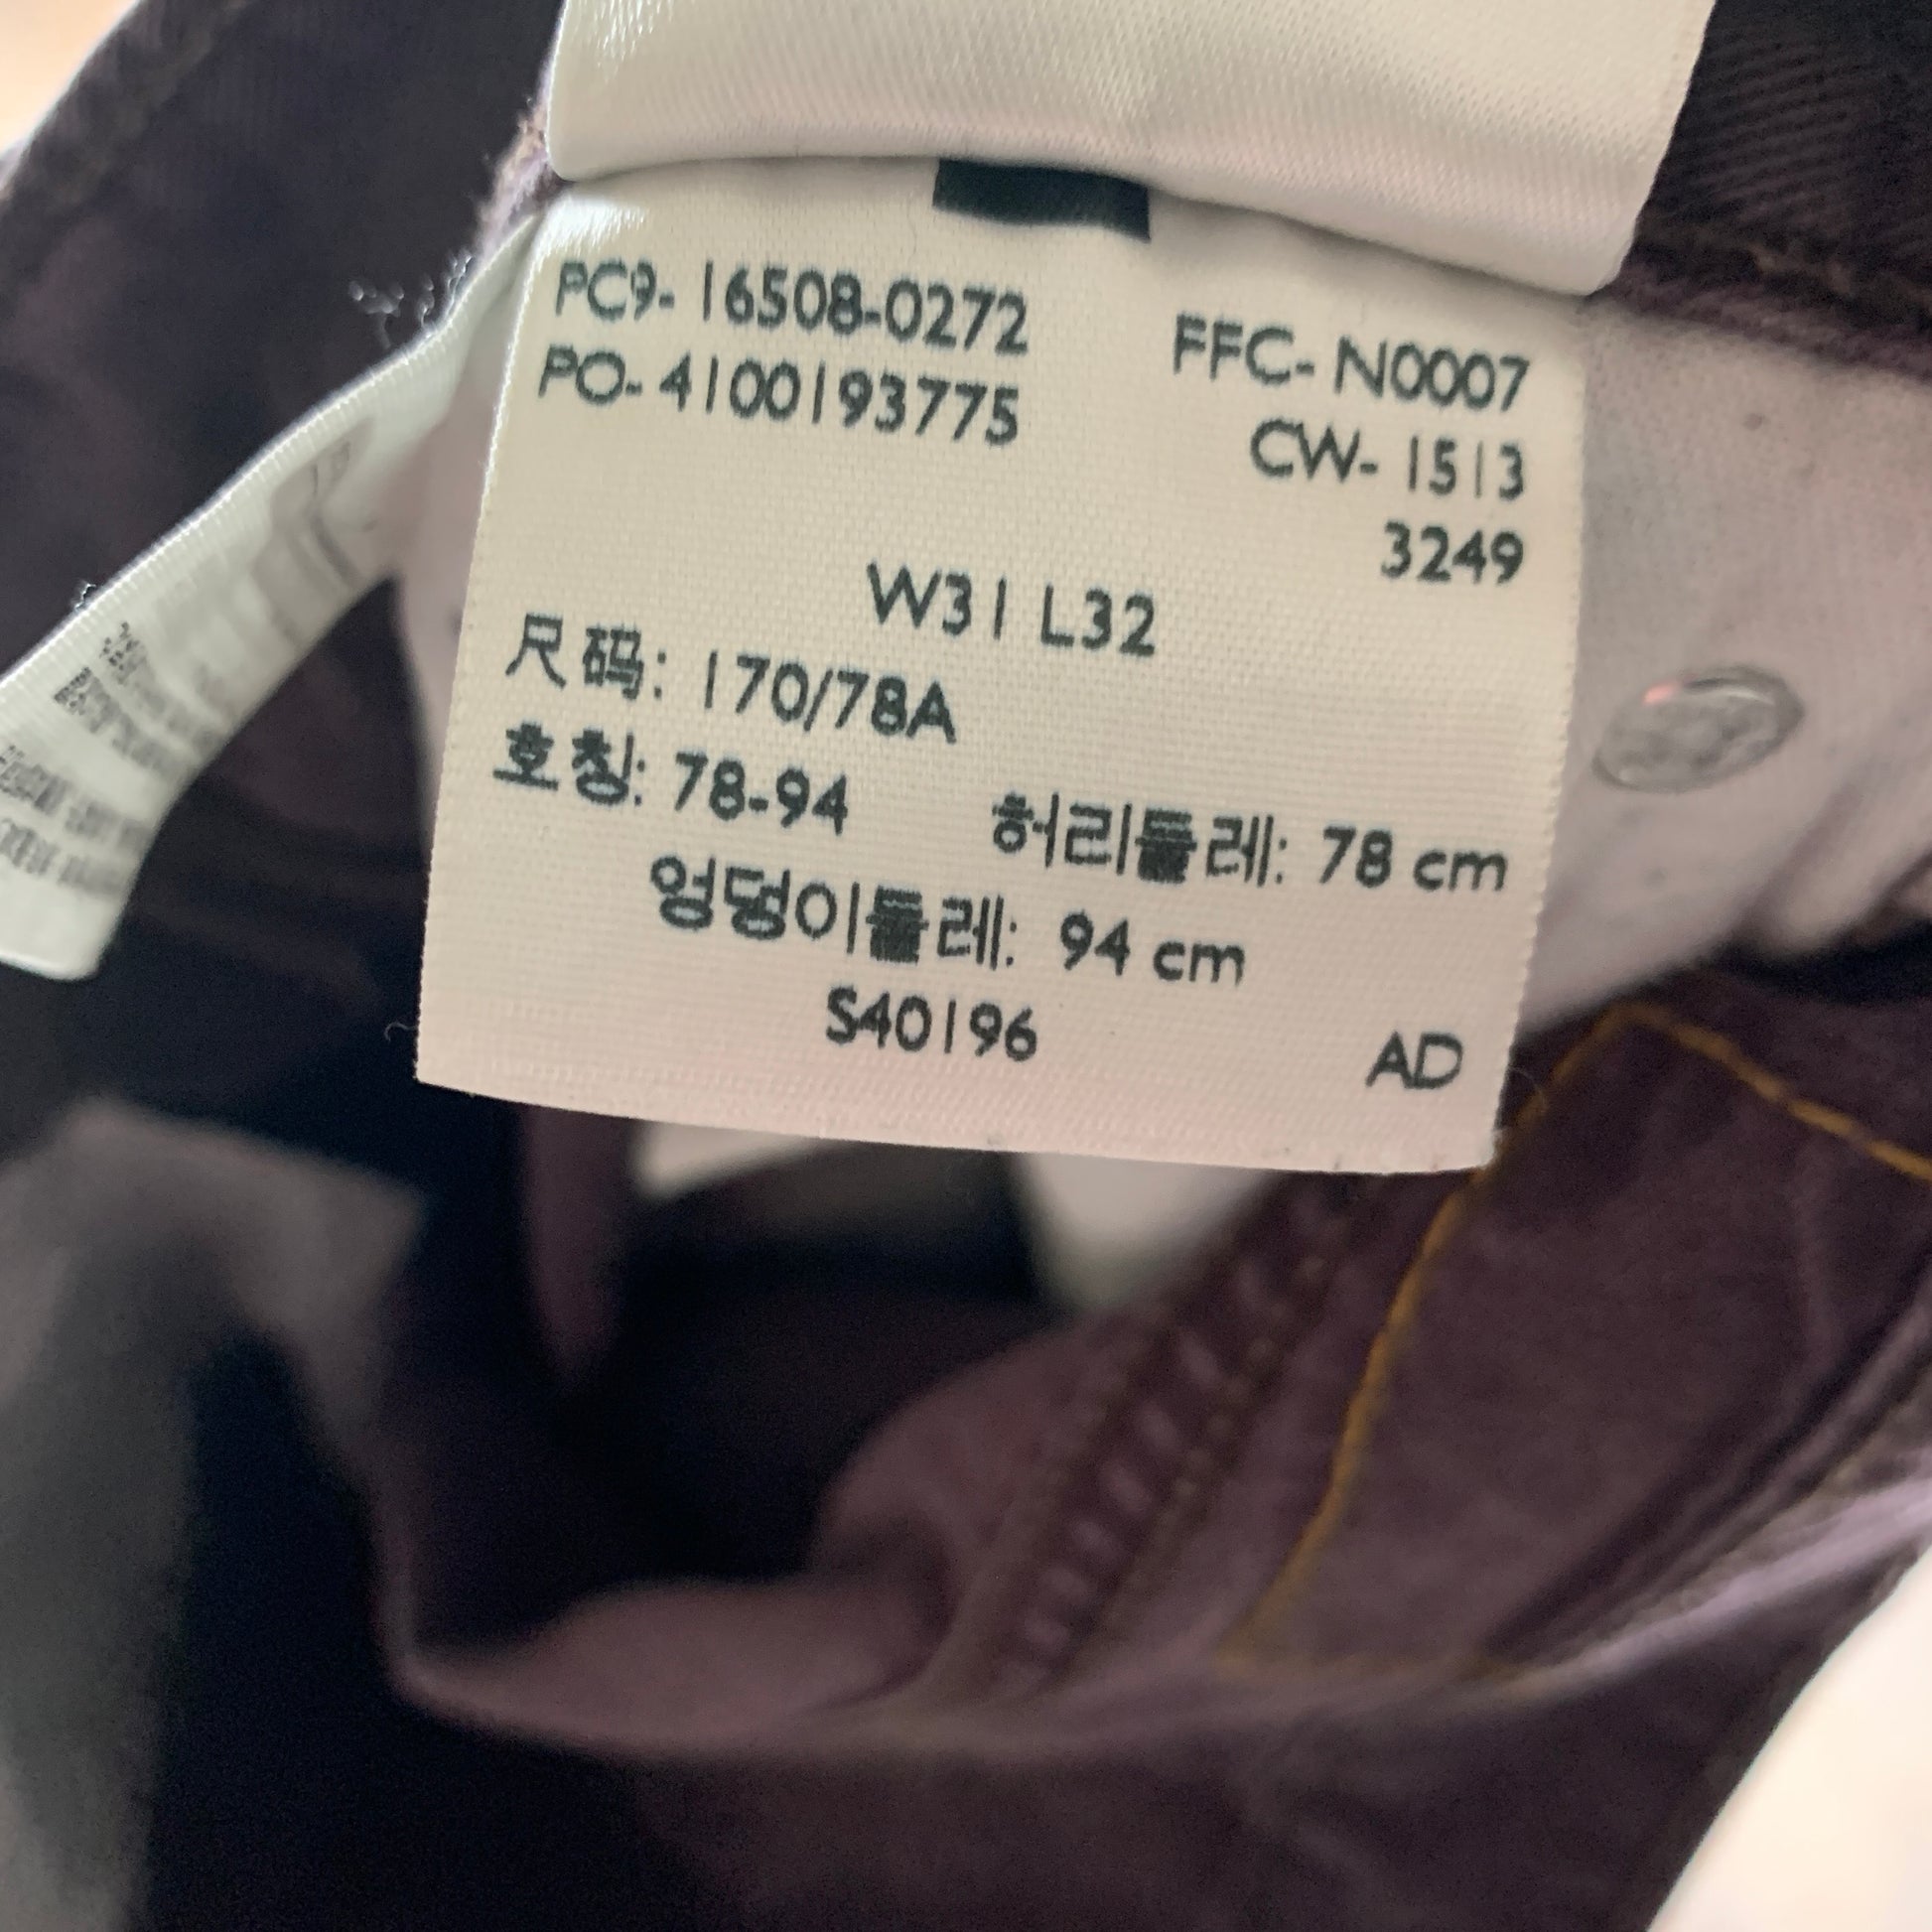 PC9- 16508-0272
FFC- N0007
PO- 4100193775
CW- 1513
3249
W31 L32
尺码: 170/78A
호칭: 78-94
허리둘레: 78 cm
엉덩이둘레: 94 cm
S40196
AD